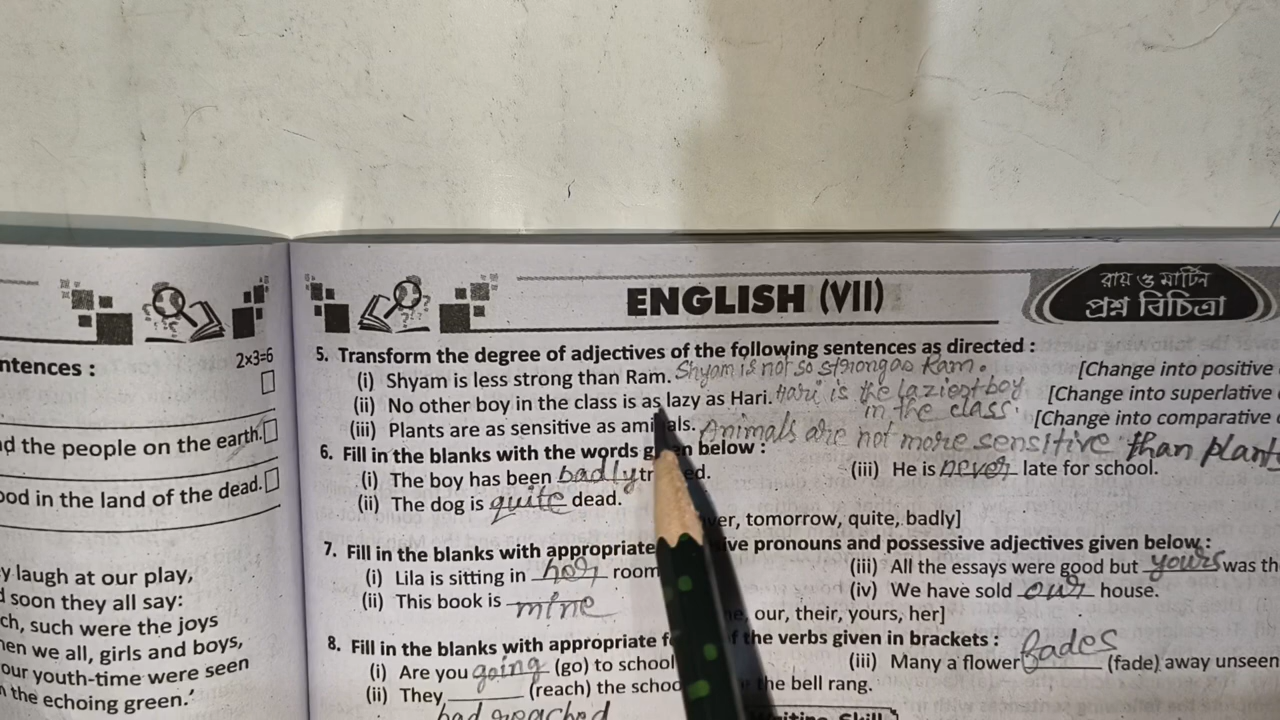 ntences :
2×3=6
nd the people on the earth.
ood in the land of the dead.
y laugh at our play,
d soon they all say:
ch, such were the joys
hen we all, girls and boys,
our youth-time were seen
n the echoing green.'
ENGLISH (VII)
রায় ও মার্টিন
প্রশ্ন বিচিত্রা
5. Transform the degree of adjectives of the following sentences as directed :
(i) Shyam is less strong than Ram. Shyam is not so strong as Ram. [Change into positive
(ii) No other boy in the class is as lazy as Hari. Hari is the laziest boy in the class. [Change into superlative
(iii) Plants are as sensitive as animals. Animals are not more sensitive than plants [Change into comparative
6. Fill in the blanks with the words given below :
(i) The boy has been badly tr ed. (iii) He is never late for school.
(ii) The dog is quite dead.
ver, tomorrow, quite, badly]
7. Fill in the blanks with appropriate ive pronouns and possessive adjectives given below :
(i) Lila is sitting in her room (iii) All the essays were good but yours was th
(ii) This book is mine (iv) We have sold our house.
ne, our, their, yours, her]
8. Fill in the blanks with appropriate f f the verbs given in brackets :
(i) Are you going (go) to school (iii) Many a flower fades (fade) away unseen
(ii) They (reach) the schoo the bell rang.
had reached
Writing Skill